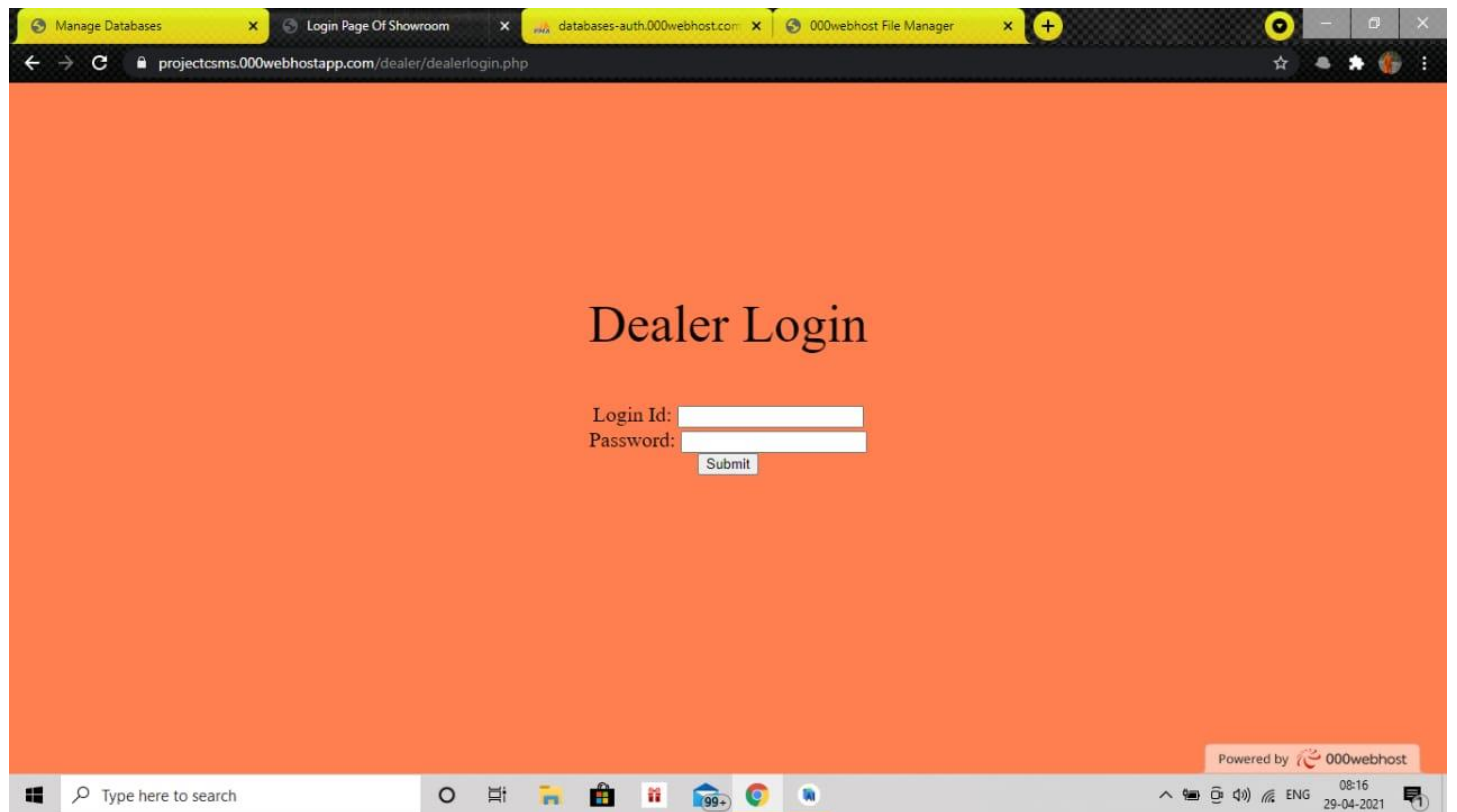 Manage Databases
Login Page Of Showroom
databases-auth.000webhost.com
000webhost File Manager
projectcsms.000webhostapp.com/dealer/dealerlogin.php
Dealer Login
Login Id:
Password:
Submit
Powered by 000webhost
Type here to search
99+
ENG
08:16
29-04-2021
1